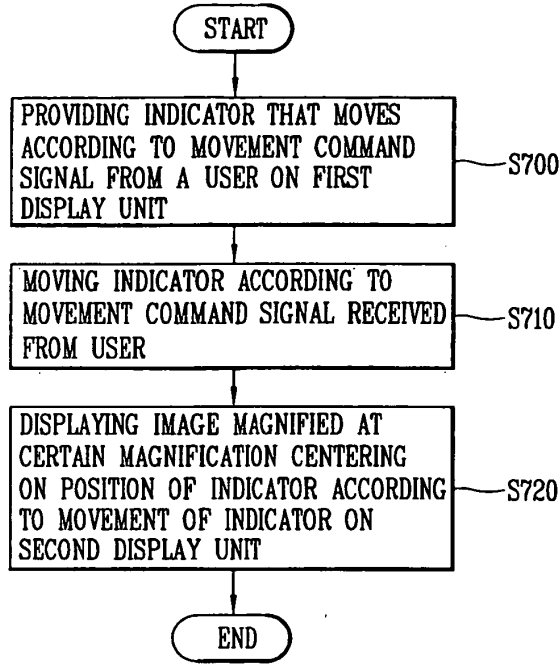 START
PROVIDING INDICATOR THAT MOVES
ACCORDING TO MOVEMENT COMMAND
SIGNAL FROM A USER ON FIRST
DISPLAY UNIT
S700
MOVING INDICATOR ACCORDING TO
MOVEMENT COMMAND SIGNAL RECEIVED
FROM USER
S710
DISPLAYING IMAGE MAGNIFIED AT
CERTAIN MAGNIFICATION CENTERING
ON POSITION OF INDICATOR ACCORDING
TO MOVEMENT OF INDICATOR ON
SECOND DISPLAY UNIT
S720
END